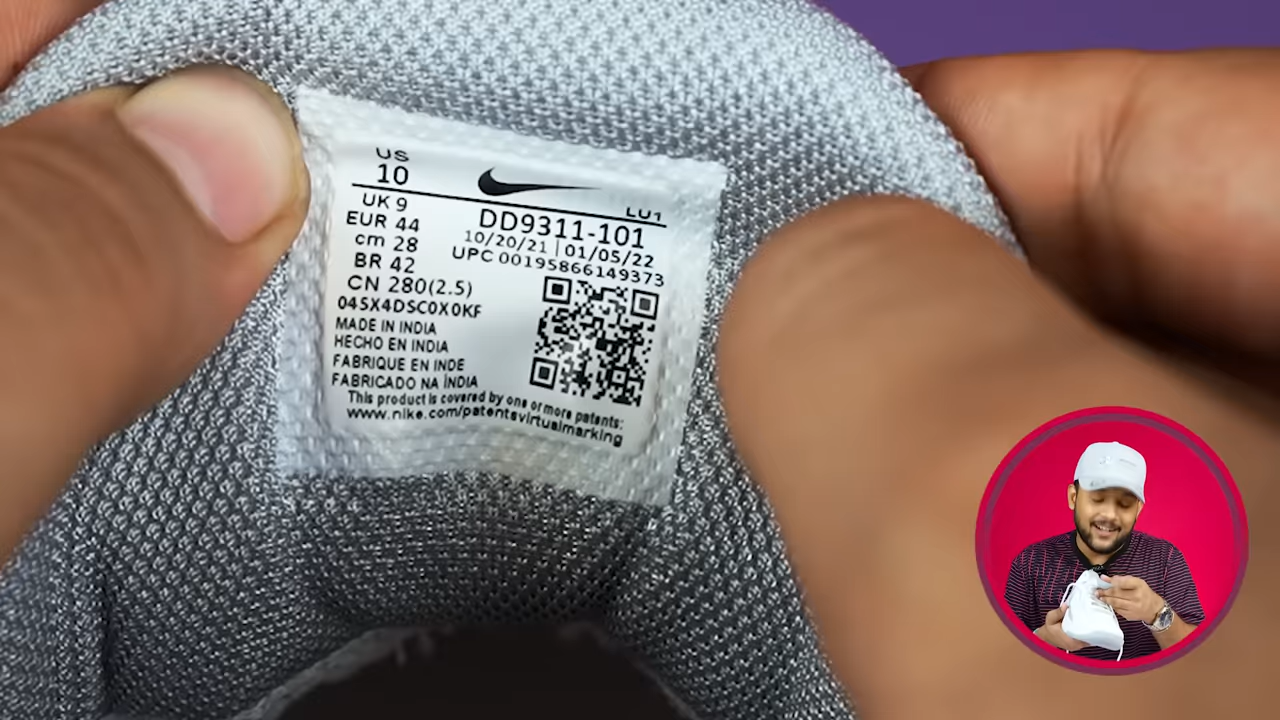 US
10
LU1
UK 9
DD9311-101
EUR 44
10/20/21 | 01/05/22
cm 28
UPC 00195866149373
BR 42
CN 280(2.5)
04SX4DSC0X0KF
MADE IN INDIA
HECHO EN INDIA
FABRIQUE EN INDE
FABRICADO NA ÍNDIA
This product is covered by one or more patents:
www.nike.com/patentsvirtualmarking